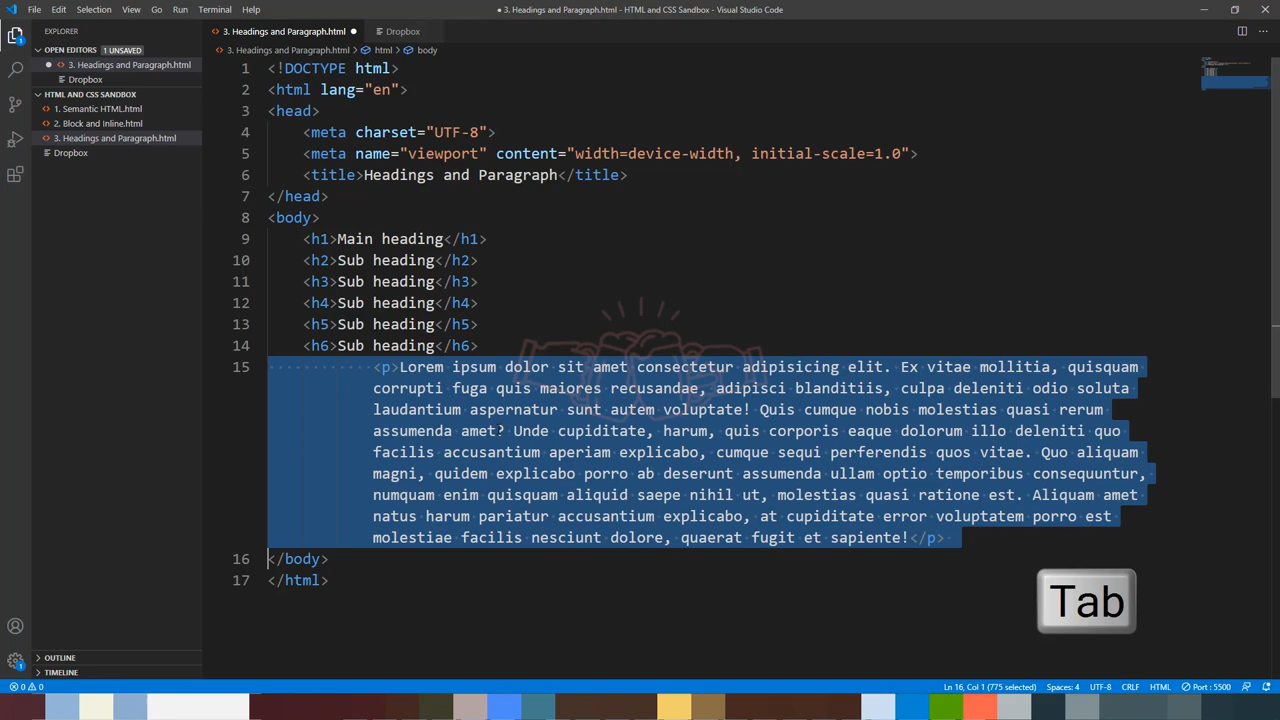 File Edit Selection View Go Run Terminal Help
● 3. Headings and Paragraph.html - HTML and CSS Sandbox - Visual Studio Code
EXPLORER
OPEN EDITORS 1 UNSAVED
3. Headings and Paragraph.html
Dropbox
HTML AND CSS SANDBOX
1. Semantic HTML.html
2. Block and Inline.html
3. Headings and Paragraph.html
Dropbox
OUTLINE
TIMELINE
3. Headings and Paragraph.html ● Dropbox
3. Headings and Paragraph.html > html > body
1 <!DOCTYPE html>
2 <html lang="en">
3 <head>
4 <meta charset="UTF-8">
5 <meta name="viewport" content="width=device-width, initial-scale=1.0">
6 <title>Headings and Paragraph</title>
7 </head>
8 <body>
9 <h1>Main heading</h1>
10 <h2>Sub heading</h2>
11 <h3>Sub heading</h3>
12 <h4>Sub heading</h4>
13 <h5>Sub heading</h5>
14 <h6>Sub heading</h6>
15 <p>Lorem ipsum dolor sit amet consectetur adipisicing elit. Ex vitae mollitia, quisquam
corrupti fuga quis maiores recusandae, adipisci blanditiis, culpa deleniti odio soluta
laudantium aspernatur sunt autem voluptate! Quis cumque nobis molestias quasi rerum
assumenda amet? Unde cupiditate, harum, quis corporis eaque dolorum illo deleniti quo
facilis accusantium aperiam explicabo, cumque sequi perferendis quos vitae. Quo aliquam
magni, quidem explicabo porro ab deserunt assumenda ullam optio temporibus consequuntur,
numquam enim quisquam aliquid saepe nihil ut, molestias quasi ratione est. Aliquam amet
natus harum pariatur accusantium explicabo, at cupiditate error voluptatem porro est
molestiae facilis nesciunt dolore, quaerat fugit et sapiente!</p>
16 </body>
17 </html>
Tab
0 0 Ln 16, Col 1 (775 selected) Spaces: 4 UTF-8 CRLF HTML Port : 5500